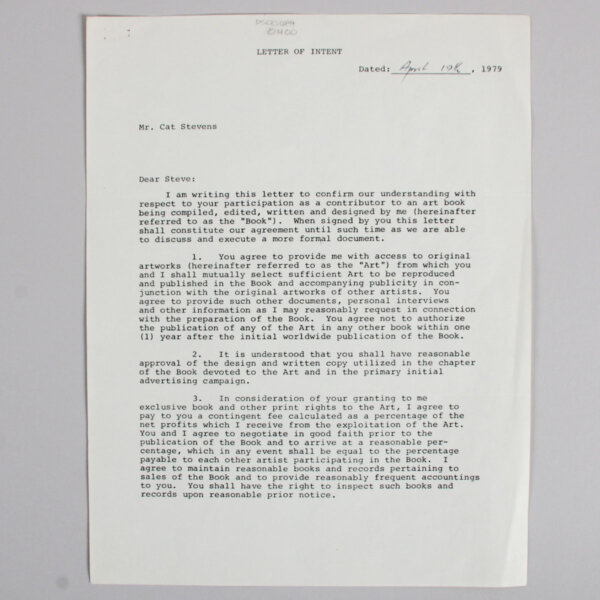 LETTER OF INTENT
Dated: April 19th, 1979
Mr. Cat Stevens
Dear Steve:
I am writing this letter to confirm our understanding with
respect to your participation as a contributor to an art book
being compiled, edited, written and designed by me (hereinafter
referred to as the "Book"). When signed by you this letter
shall constitute our agreement until such time as we are able
to discuss and execute a more formal document.
1. You agree to provide me with access to original
artworks (hereinafter referred to as the "Art") from which you
and I shall mutually select sufficient Art to be reproduced
and published in the Book and accompanying publicity in con-
junction with the original artworks of other artists. You
agree to provide such other documents, personal interviews
and other information as I may reasonably request in connection
with the preparation of the Book. You agree not to authorize
the publication of any of the Art in any other book within one
(1) year after the initial worldwide publication of the Book.
2. It is understood that you shall have reasonable
approval of the design and written copy utilized in the chapter
of the Book devoted to the Art and in the primary initial
advertising campaign.
3. In consideration of your granting to me
exclusive book and other print rights to the Art, I agree to
pay to you a contingent fee calculated as a percentage of the
net profits which I receive from the exploitation of the Art.
You and I agree to negotiate in good faith prior to the
publication of the Book and to arrive at a reasonable per-
centage, which in any event shall be equal to the percentage
payable to each other artist participating in the Book. I
agree to maintain reasonable books and records pertaining to
sales of the Book and to provide reasonably frequent accountings
to you. You shall have the right to inspect such books and
records upon reasonable prior notice.